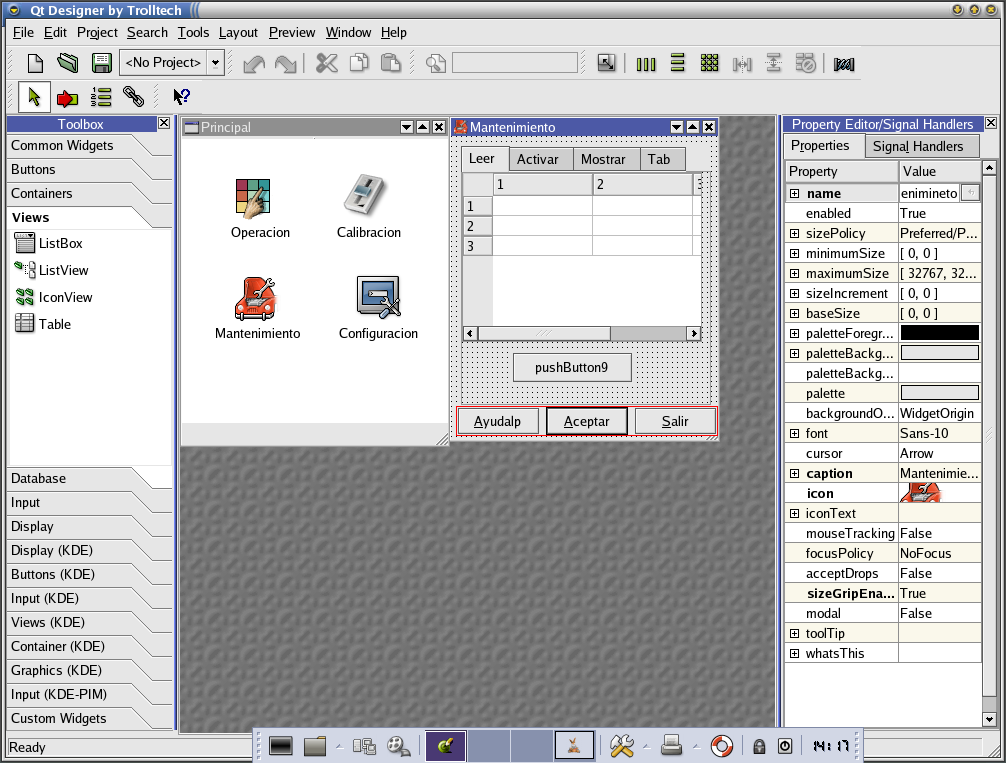 Qt Designer by Trolltech
File Edit Project Search Tools Layout Preview Window Help
<No Project>
Toolbox
Common Widgets
Buttons
Containers
Views
ListBox
ListView
IconView
Table
Database
Input
Display
Display (KDE)
Buttons (KDE)
Input (KDE)
Views (KDE)
Container (KDE)
Graphics (KDE)
Input (KDE-PIM)
Custom Widgets
Principal
Operacion
Calibracion
Mantenimiento
Configuracion
Mantenimiento
Leer Activar Mostrar Tab
1 2
1
2
3
pushButton9
Ayudalp Aceptar Salir
Property Editor/Signal Handlers
Properties Signal Handlers
Property Value
name enimineto
enabled True
sizePolicy Preferred/P...
minimumSize [ 0, 0 ]
maximumSize [ 32767, 32...
sizeIncrement [ 0, 0 ]
baseSize [ 0, 0 ]
paletteForegr...
paletteBackg...
paletteBackg...
palette
backgroundO... WidgetOrigin
font Sans-10
cursor Arrow
caption Mantenimie...
icon
iconText
mouseTracking False
focusPolicy NoFocus
acceptDrops False
sizeGripEna... True
modal False
toolTip
whatsThis
Ready
14:17